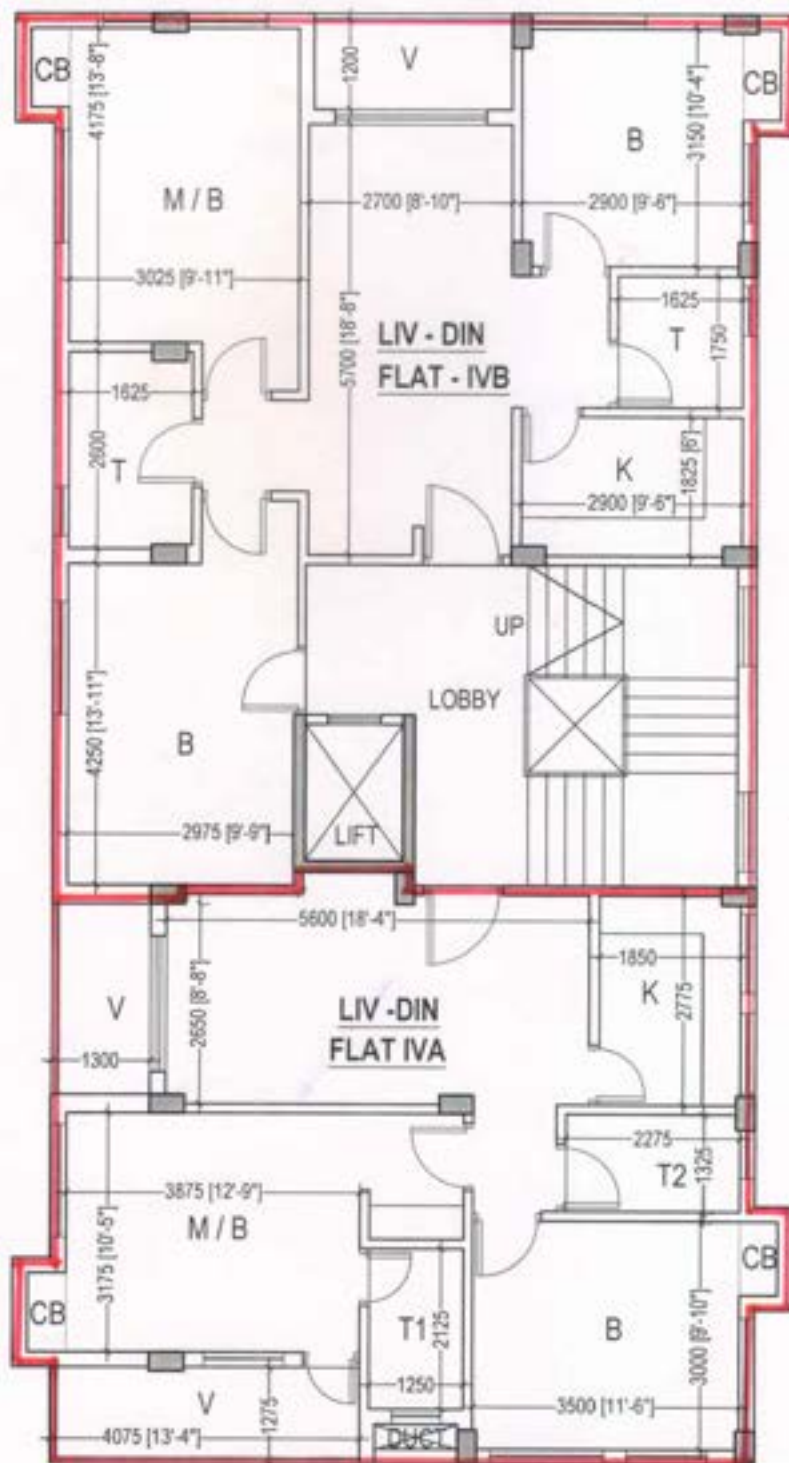 CB
4175 [13'-8"]
M / B
3025 [9'-11"]
1200
V
2700 [8'-10"]
3150 [10'-4"]
CB
B
2900 [9'-6"]
5700 [18'-8"]
LIV - DIN
FLAT - IVB
1625
T
1750
1625
2600
T
K
1825 [6']
2900 [9'-6"]
UP
LOBBY
4250 [13'-11"]
B
2975 [9'-9"]
LIFT
5600 [18'-4"]
V
1300
2650 [8'-8"]
LIV -DIN
FLAT IVA
1850
K
2775
2275
T2
1325
3875 [12'-9"]
M / B
3175 [10'-5"]
CB
T1
2125
1250
CB
B
3000 [9'-10"]
3500 [11'-6"]
V
1275
4075 [13'-4"]
DUCT